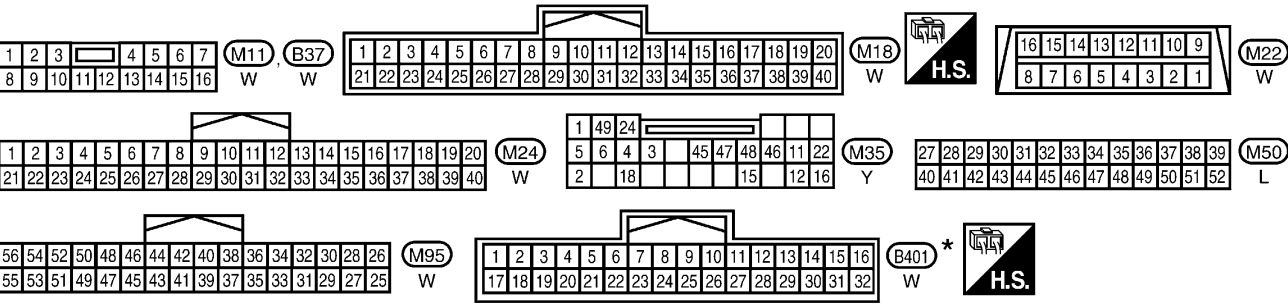 1 2 3 4 5 6 7
8 9 10 11 12 13 14 15 16
M11 , B37
W W
1 2 3 4 5 6 7 8 9 10 11 12 13 14 15 16 17 18 19 20
21 22 23 24 25 26 27 28 29 30 31 32 33 34 35 36 37 38 39 40
M18
W
H.S.
16 15 14 13 12 11 10 9
8 7 6 5 4 3 2 1
M22
W
1 2 3 4 5 6 7 8 9 10 11 12 13 14 15 16 17 18 19 20
21 22 23 24 25 26 27 28 29 30 31 32 33 34 35 36 37 38 39 40
M24
W
1 49 24
5 6 4 3 45 47 48 46 11 22
2 18 15 12 16
M35
Y
27 28 29 30 31 32 33 34 35 36 37 38 39
40 41 42 43 44 45 46 47 48 49 50 51 52
M50
L
56 54 52 50 48 46 44 42 40 38 36 34 32 30 28 26
55 53 51 49 47 45 43 41 39 37 35 33 31 29 27 25
M95
W
1 2 3 4 5 6 7 8 9 10 11 12 13 14 15 16
17 18 19 20 21 22 23 24 25 26 27 28 29 30 31 32
B401 *
W
H.S.